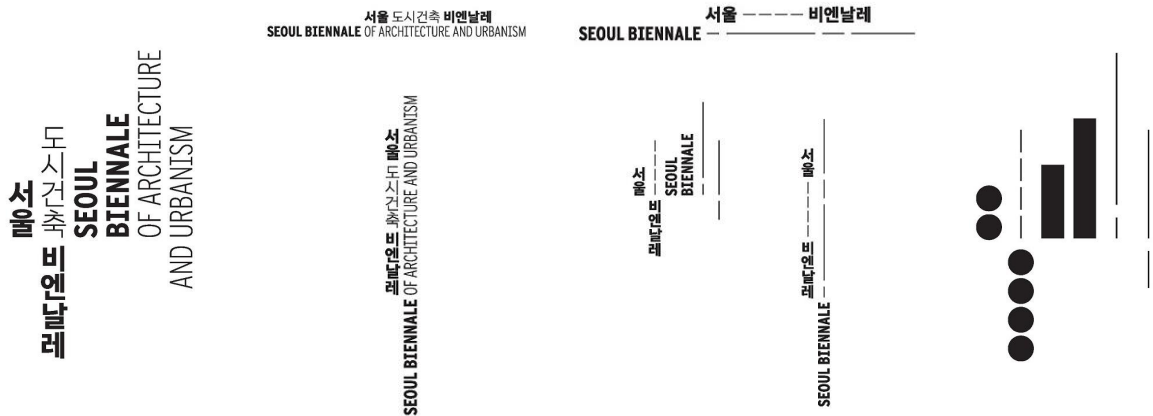 서울
도시건축
비엔날레
SEOUL
BIENNALE
OF ARCHITECTURE
AND URBANISM
서울 도시건축 비엔날레
SEOUL BIENNALE OF ARCHITECTURE AND URBANISM
서울 도시건축 비엔날레
SEOUL BIENNALE OF ARCHITECTURE AND URBANISM
서울 비엔날레
SEOUL BIENNALE
서울
비엔날레
SEOUL
BIENNALE
서울 비엔날레
SEOUL BIENNALE